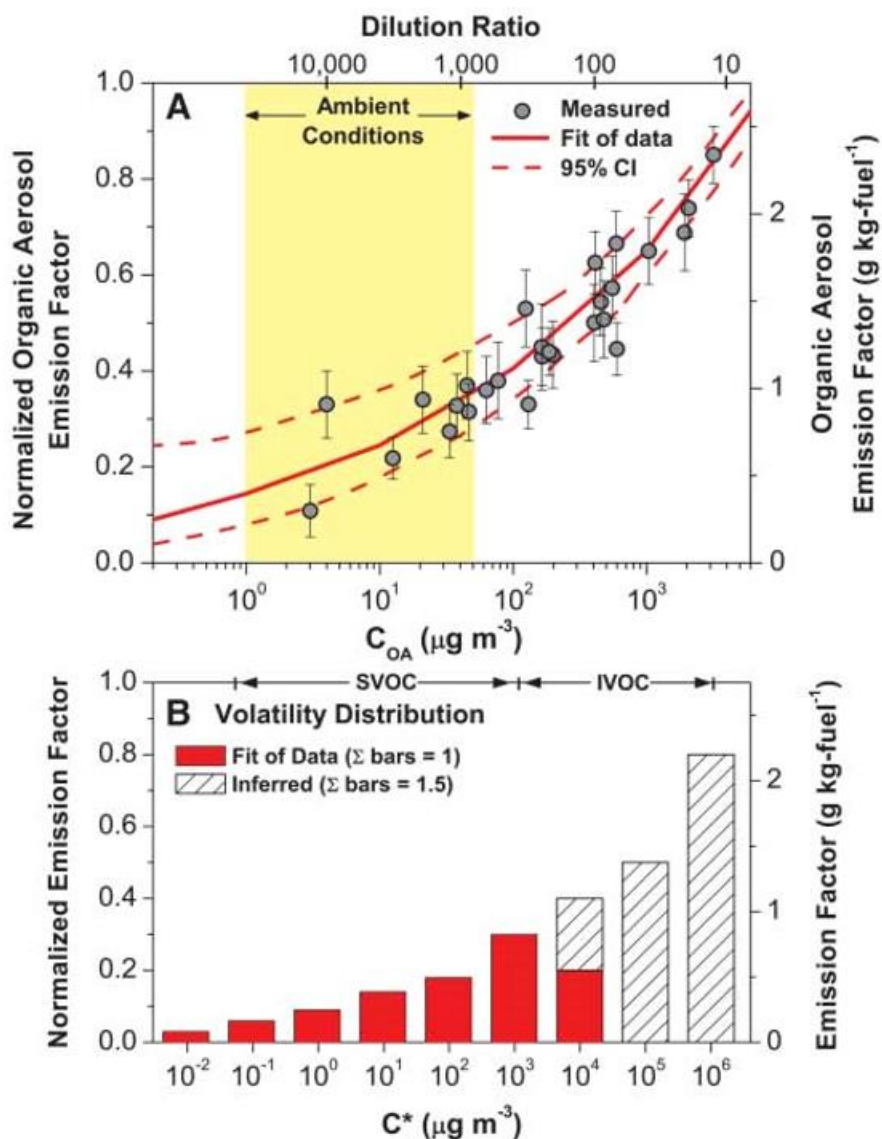 Dilution Ratio
10,000 1,000 100 10
A
Ambient
Conditions
Measured
Fit of data
95% CI
Normalized Organic Aerosol
Emission Factor
1.0
0.8
0.6
0.4
0.2
0.0
2
1
0
Organic Aerosol
Emission Factor (g kg-fuel⁻¹)
10⁰ 10¹ 10² 10³
C_OA (μg m⁻³)
SVOC IVOC
B Volatility Distribution
Fit of Data (Σ bars = 1)
Inferred (Σ bars = 1.5)
Normalized Emission Factor
1.0
0.8
0.6
0.4
0.2
0.0
2
1
0
Emission Factor (g kg-fuel⁻¹)
10⁻² 10⁻¹ 10⁰ 10¹ 10² 10³ 10⁴ 10⁵ 10⁶
C* (μg m⁻³)